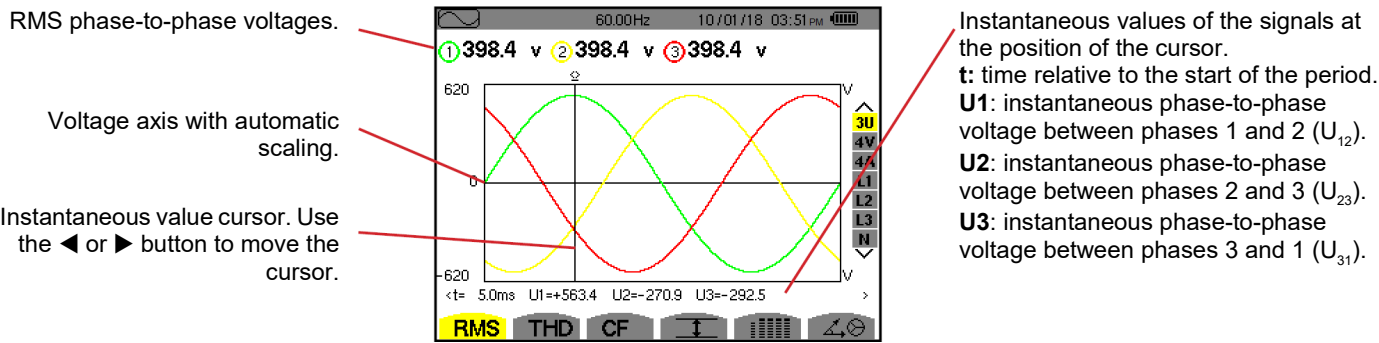 RMS phase-to-phase voltages.
Voltage axis with automatic
scaling.
Instantaneous value cursor. Use
the ◄ or ► button to move the
cursor.
60.00Hz 10/01/18 03:51 PM
1 398.4 v 2 398.4 v 3 398.4 v
620
V
0
-620
V
3U
4V
4A
L1
L2
L3
N
<t= 5.0ms U1=+563.4 U2=-270.9 U3=-292.5 >
RMS THD CF
Instantaneous values of the signals at
the position of the cursor.
t: time relative to the start of the period.
U1: instantaneous phase-to-phase
voltage between phases 1 and 2 (U₁₂).
U2: instantaneous phase-to-phase
voltage between phases 2 and 3 (U₂₃).
U3: instantaneous phase-to-phase
voltage between phases 3 and 1 (U₃₁).